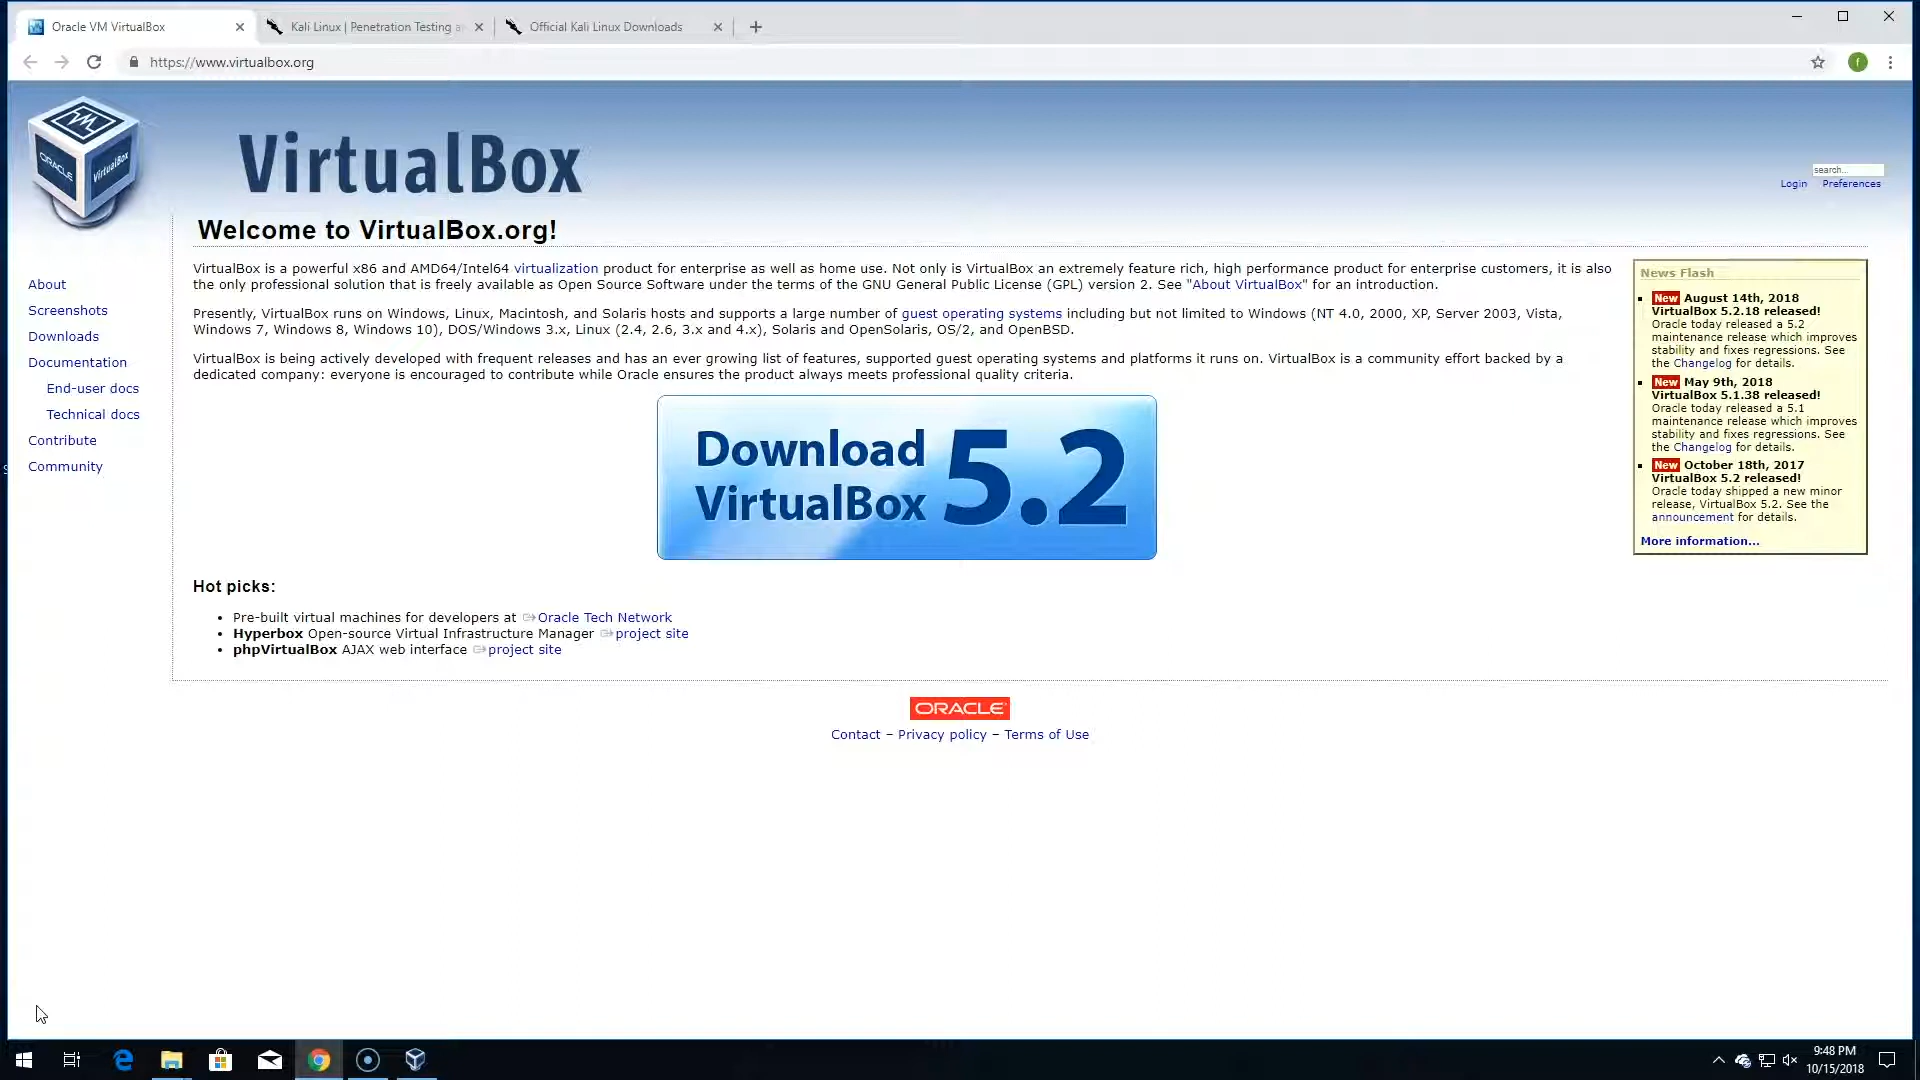 Oracle VM VirtualBox
Kali Linux | Penetration Testing a
Official Kali Linux Downloads
https://www.virtualbox.org
f
ORACLE
VirtualBox
VirtualBox
search...
Login Preferences
Welcome to VirtualBox.org!
About
Screenshots
Downloads
Documentation
End-user docs
Technical docs
Contribute
Community
VirtualBox is a powerful x86 and AMD64/Intel64 virtualization product for enterprise as well as home use. Not only is VirtualBox an extremely feature rich, high performance product for enterprise customers, it is also
the only professional solution that is freely available as Open Source Software under the terms of the GNU General Public License (GPL) version 2. See "About VirtualBox" for an introduction.
Presently, VirtualBox runs on Windows, Linux, Macintosh, and Solaris hosts and supports a large number of guest operating systems including but not limited to Windows (NT 4.0, 2000, XP, Server 2003, Vista,
Windows 7, Windows 8, Windows 10), DOS/Windows 3.x, Linux (2.4, 2.6, 3.x and 4.x), Solaris and OpenSolaris, OS/2, and OpenBSD.
VirtualBox is being actively developed with frequent releases and has an ever growing list of features, supported guest operating systems and platforms it runs on. VirtualBox is a community effort backed by a
dedicated company: everyone is encouraged to contribute while Oracle ensures the product always meets professional quality criteria.
Download
VirtualBox 5.2
Hot picks:
Pre-built virtual machines for developers at Oracle Tech Network
Hyperbox Open-source Virtual Infrastructure Manager project site
phpVirtualBox AJAX web interface project site
News Flash
New August 14th, 2018
VirtualBox 5.2.18 released!
Oracle today released a 5.2
maintenance release which improves
stability and fixes regressions. See
the Changelog for details.
New May 9th, 2018
VirtualBox 5.1.38 released!
Oracle today released a 5.1
maintenance release which improves
stability and fixes regressions. See
the Changelog for details.
New October 18th, 2017
VirtualBox 5.2 released!
Oracle today shipped a new minor
release, VirtualBox 5.2. See the
announcement for details.
More information...
ORACLE
Contact – Privacy policy – Terms of Use
9:48 PM
10/15/2018